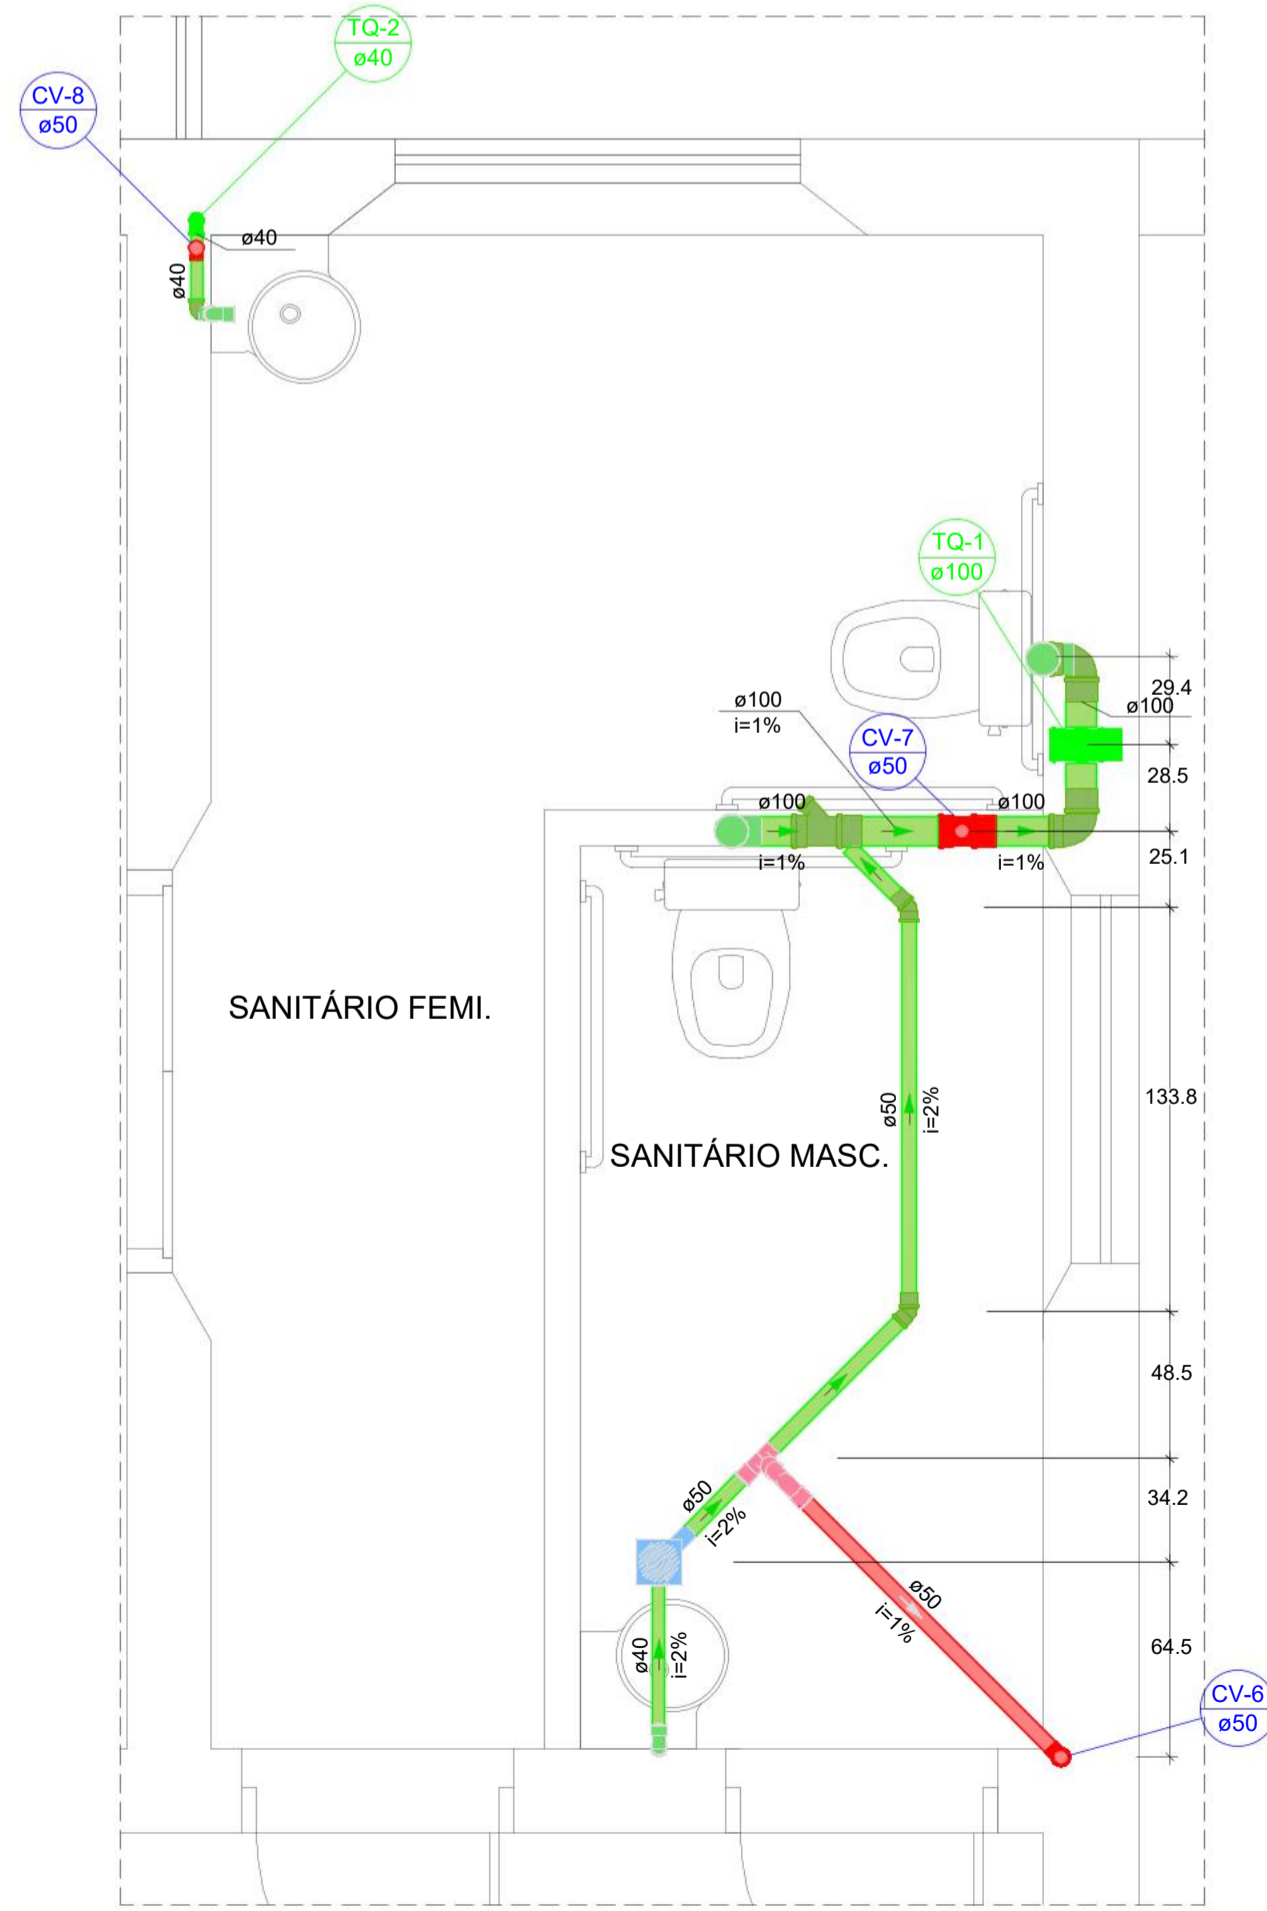 TQ-2
ø40
CV-8
ø50
ø40
ø40
TQ-1
ø100
29.4
ø100
ø100
i=1%
CV-7
ø50
28.5
ø100
ø100
i=1%
i=1%
25.1
SANITÁRIO FEMI.
ø50
i=2%
133.8
SANITÁRIO MASC.
48.5
ø50
i=2%
34.2
ø50
i=1%
ø40
i=2%
64.5
CV-6
ø50